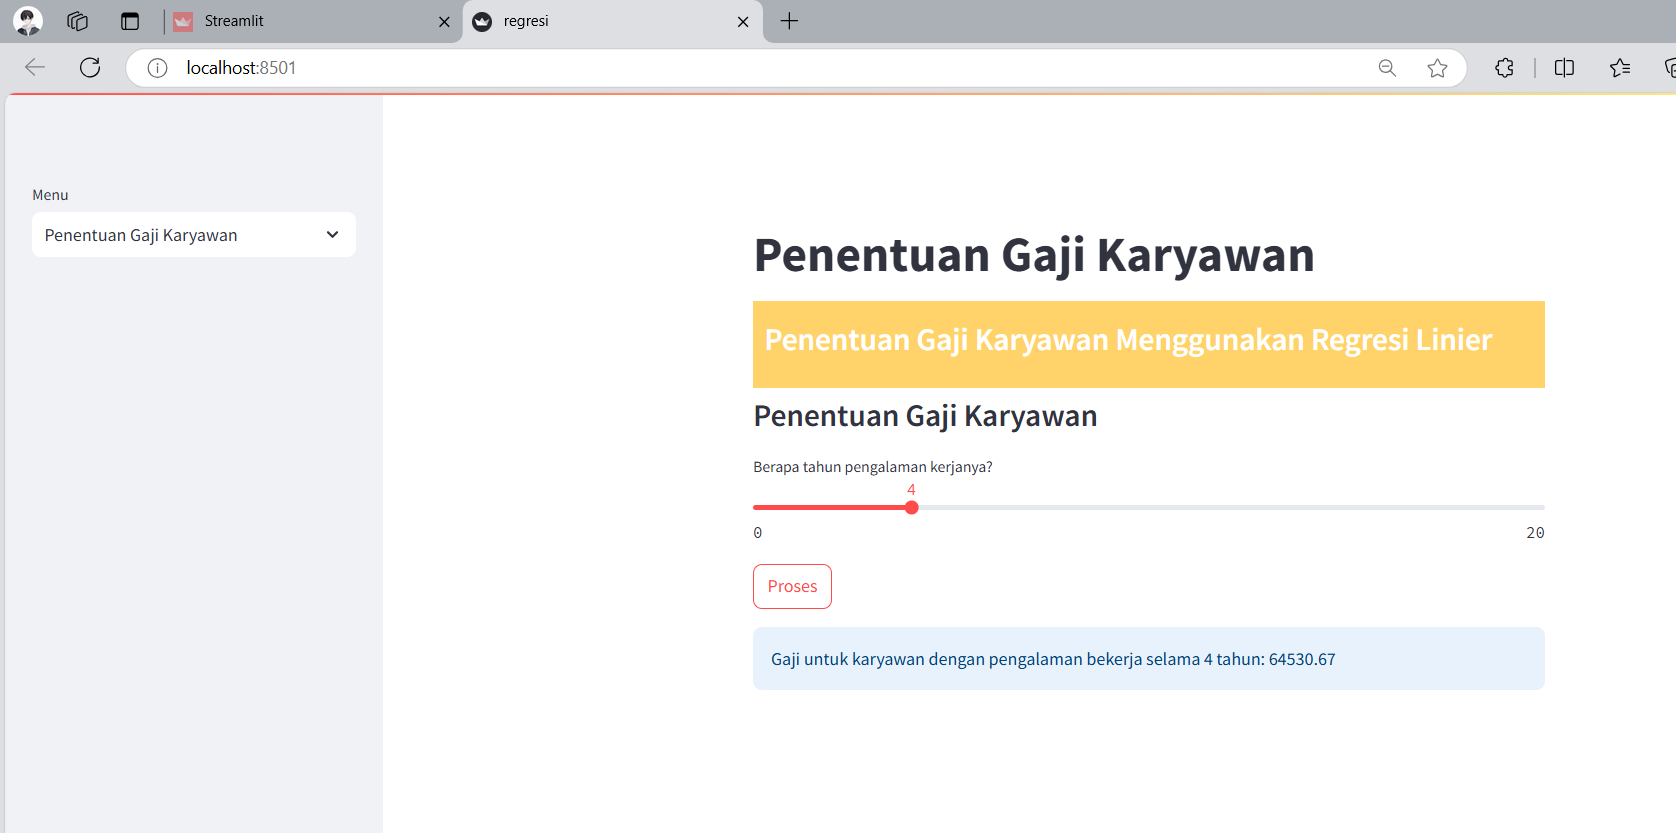 Streamlit
regresi
localhost:8501
Menu
Penentuan Gaji Karyawan
Penentuan Gaji Karyawan
Penentuan Gaji Karyawan Menggunakan Regresi Linier
Penentuan Gaji Karyawan
Berapa tahun pengalaman kerjanya?
4
0 20
Proses
Gaji untuk karyawan dengan pengalaman bekerja selama 4 tahun: 64530.67